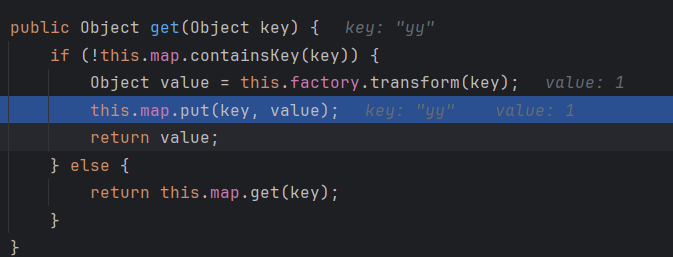 public Object get(Object key) {   key: "yy"
    if (!this.map.containsKey(key)) {
        Object value = this.factory.transform(key);   value: 1
        this.map.put(key, value);   key: "yy"    value: 1
        return value;
    } else {
        return this.map.get(key);
    }
}